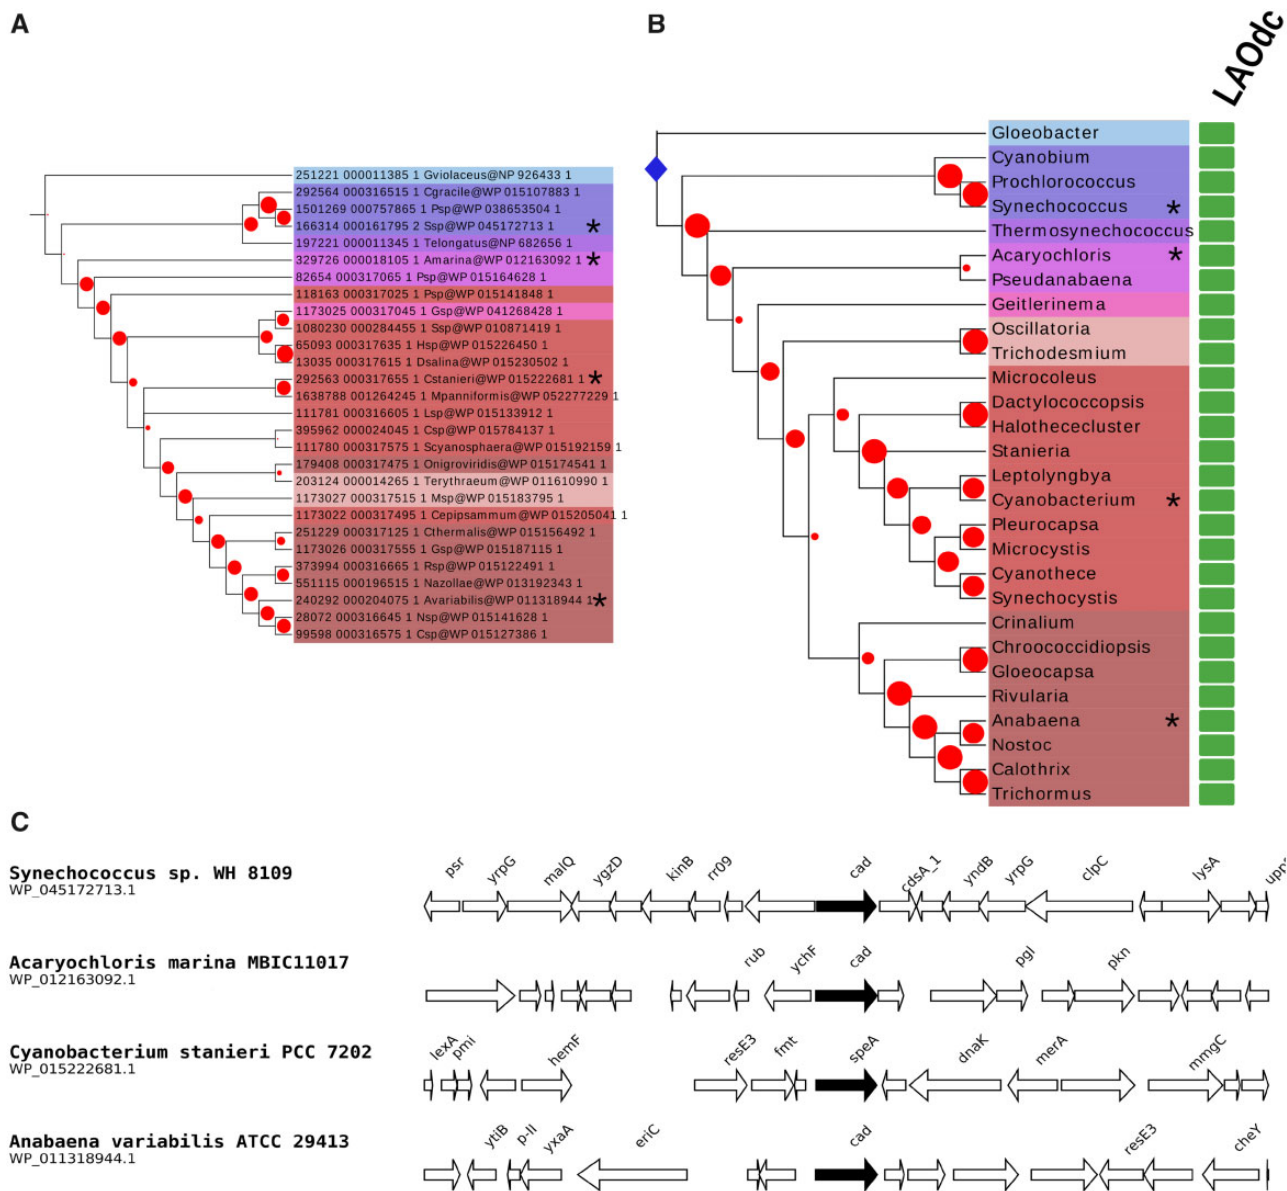 A
251221 000011385 1 Gviolaceus@NP 926433 1
292564 000316515 1 Cgracile@WP 015107883 1
1501269 000757865 1 Psp@WP 038653504 1
166314 000161795 2 Ssp@WP 045172713 1 *
197221 000011345 1 Telongatus@NP 682656 1
329726 000018105 1 Amarina@WP 012163092 1 *
82654 000317065 1 Psp@WP 015164628 1
118163 000317025 1 Psp@WP 015141848 1
1173025 000317045 1 Gsp@WP 041268428 1
1080230 000284455 1 Ssp@WP 010871419 1
65093 000317635 1 Hsp@WP 015226450 1
13035 000317615 1 Dsalina@WP 015230502 1
292563 000317655 1 Cstanieri@WP 015222681 1 *
1638788 001264245 1 Mpanniformis@WP 052277229 1
111781 000316605 1 Lsp@WP 015133912 1
395962 000024045 1 Csp@WP 015784137 1
111780 000317575 1 Scyanosphaera@WP 015192159 1
179408 000317475 1 Onigroviridis@WP 015174541 1
203124 000014265 1 Terythraeum@WP 011610990 1
1173027 000317515 1 Msp@WP 015183795 1
1173022 000317495 1 Cepipsammum@WP 015205041 1
251229 000317125 1 Cthermalis@WP 015156492 1
1173026 000317555 1 Gsp@WP 015187115 1
373994 000316665 1 Rsp@WP 015122491 1
551115 000196515 1 Nazollae@WP 013192343 1
240292 000204075 1 Avariabilis@WP 011318944 1 *
28072 000316645 1 Nsp@WP 015141628 1
99598 000316575 1 Csp@WP 015127386 1
B
LAOdc
Gloeobacter
Cyanobium
Prochlorococcus
Synechococcus *
Thermosynechococcus
Acaryochloris *
Pseudanabaena
Geitlerinema
Oscillatoria
Trichodesmium
Microcoleus
Dactylococcopsis
Halothececluster
Stanieria
Leptolyngbya
Cyanobacterium *
Pleurocapsa
Microcystis
Cyanothece
Synechocystis
Crinalium
Chroococcidiopsis
Gloeocapsa
Rivularia
Anabaena *
Nostoc
Calothrix
Trichormus
C
Synechococcus sp. WH 8109
WP_045172713.1
psr yrpG malQ ygzD kinB rr09 cad cdsA_1 yndB yrpG clpC lysA upp
Acaryochloris marina MBIC11017
WP_012163092.1
rub ychF cad pgl pkn
Cyanobacterium stanieri PCC 7202
WP_015222681.1
lexA pmi hemF resE3 fmt speA dnaK merA mmgC
Anabaena variabilis ATCC 29413
WP_011318944.1
ytiB p-II yxaA eriC cad resE3 cheY